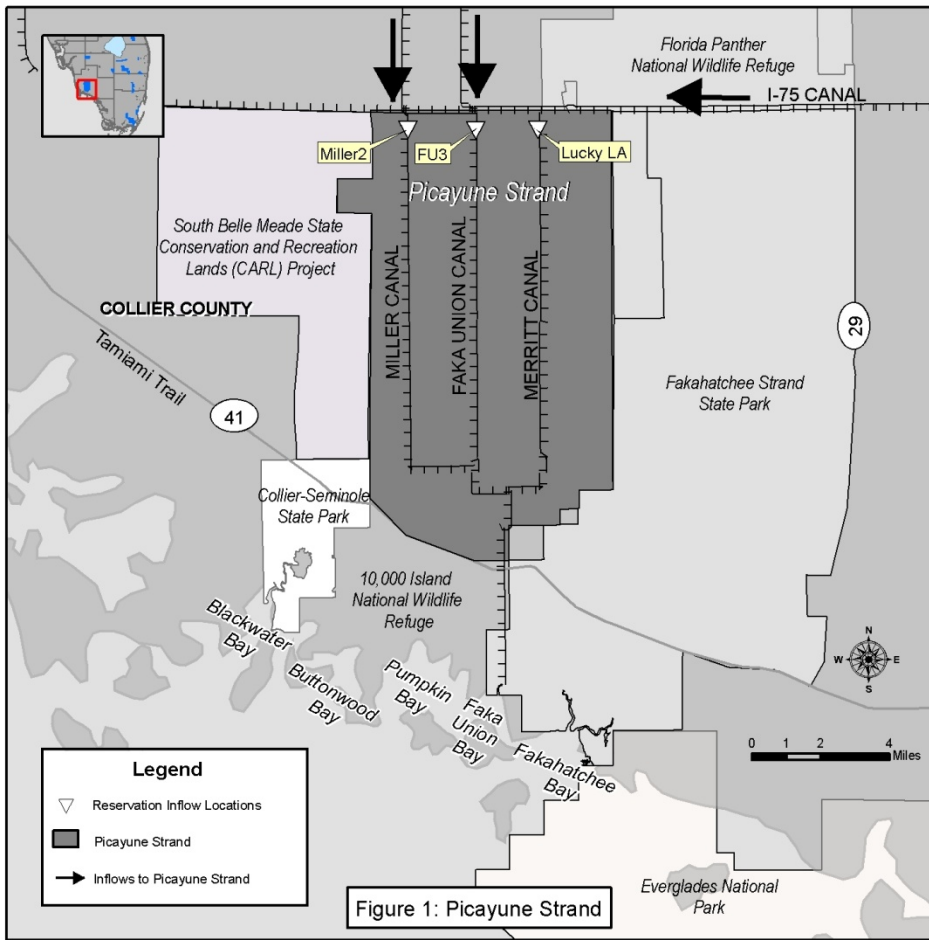 Florida Panther
National Wildlife Refuge
I-75 CANAL
Miller2
FU3
Lucky LA
Picayune Strand
South Belle Meade State
Conservation and Recreation
Lands (CARL) Project
COLLIER COUNTY
MILLER CANAL
FAKA UNION CANAL
MERRITT CANAL
29
Tamiami Trail
41
Fakahatchee Strand
State Park
Collier-Seminole
State Park
10,000 Island
National Wildlife
Refuge
Blackwater
Bay
Buttonwood
Bay
Pumpkin
Bay
Faka
Union
Bay
Fakahatchee
Bay
N
W
E
S
0 1 2 4
Miles
Legend
Reservation Inflow Locations
Picayune Strand
Inflows to Picayune Strand
Everglades National
Park
Figure 1: Picayune Strand